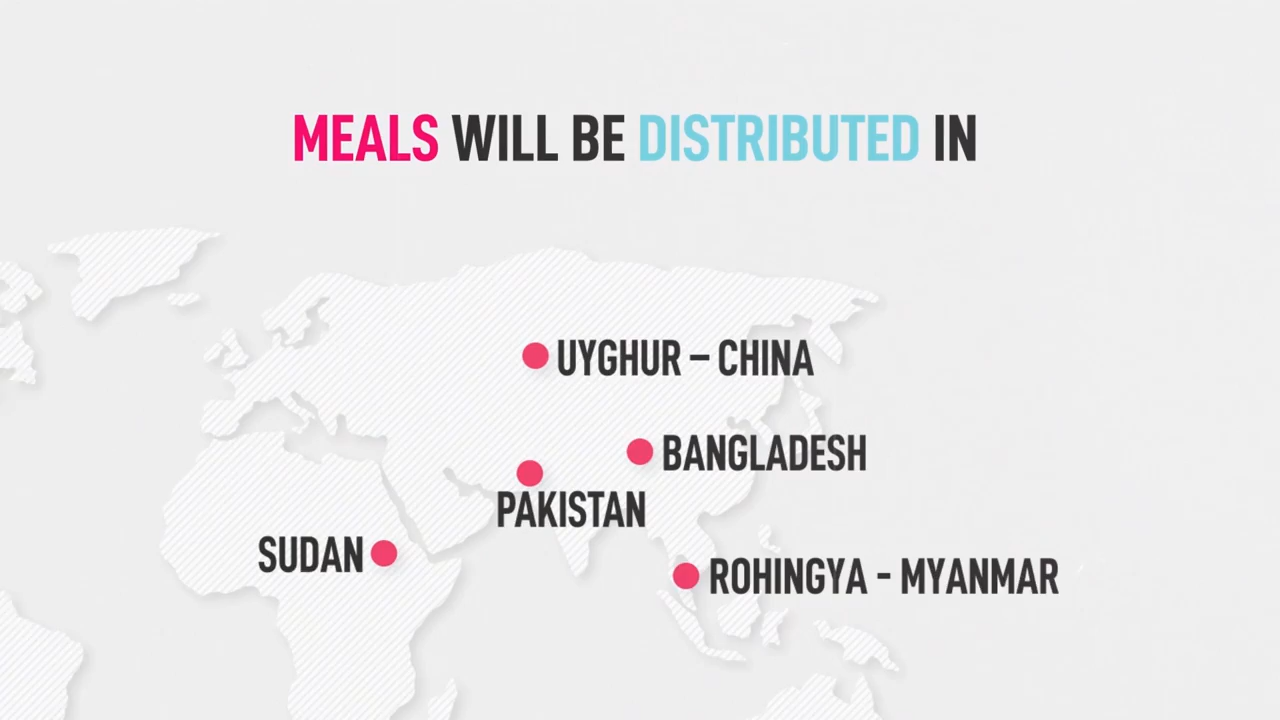 MEALS WILL BE DISTRIBUTED IN
UYGHUR – CHINA
BANGLADESH
PAKISTAN
SUDAN
ROHINGYA - MYANMAR